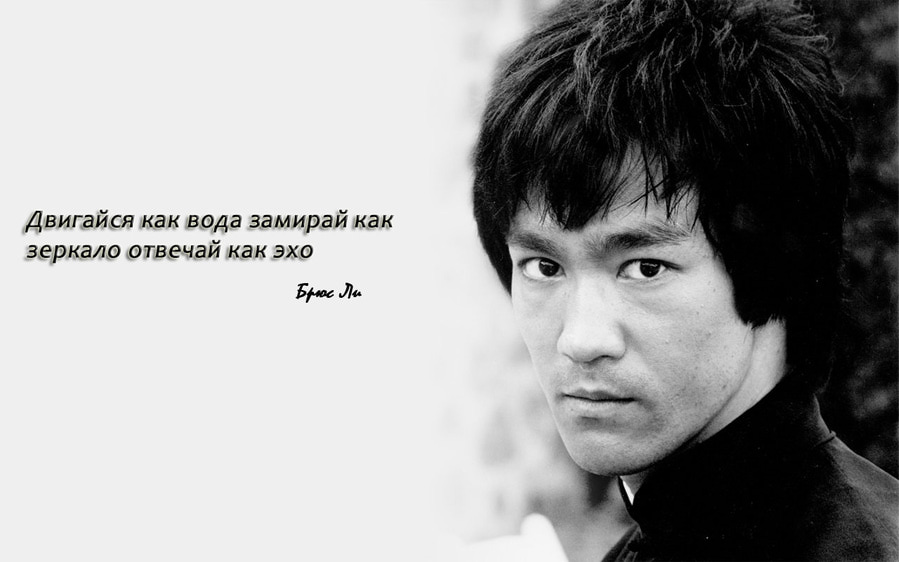 Двигайся как вода замирай как
зеркало отвечай как эхо
Брюс Ли